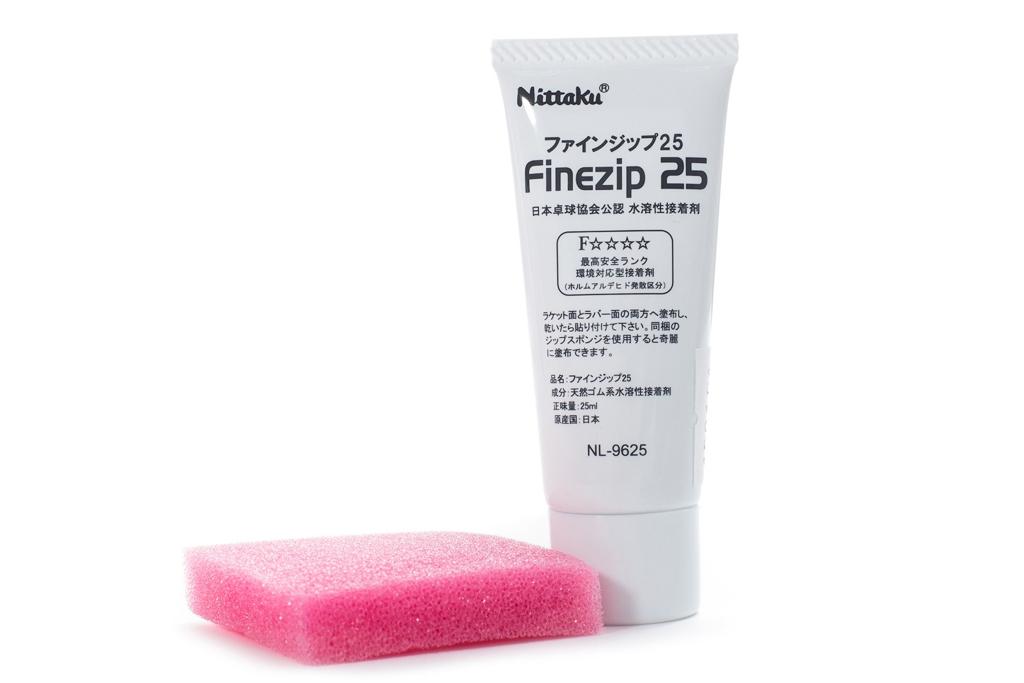 Nittaku®
ファインジップ25
Finezip 25
日本卓球協会公認 水溶性接着剤
F☆☆☆☆
最高安全ランク
環境対応型接着剤
(ホルムアルデヒド発散区分)
ラケット面とラバー面の両方へ塗布し、
乾いたら貼り付けて下さい。同梱の
ジップスポンジを使用すると奇麗
に塗布できます。
品名:ファインジップ25
成分:天然ゴム系水溶性接着剤
正味量:25ml
原産国:日本
NL-9625